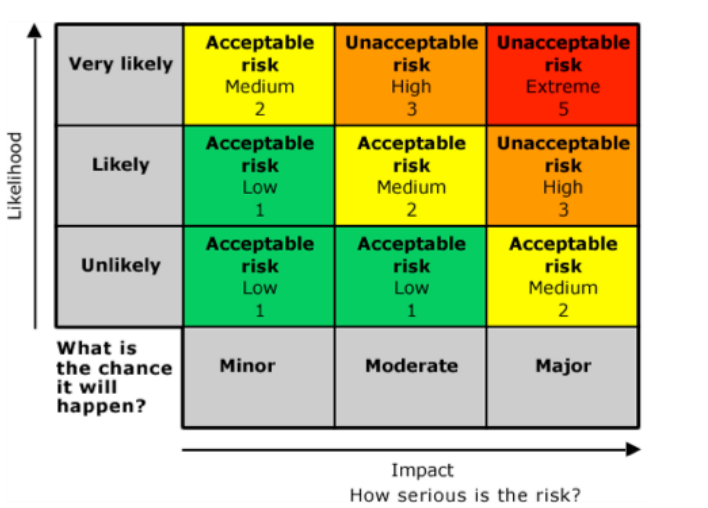 Likelihood
Very likely
Acceptable
risk
Medium
2
Unacceptable
risk
High
3
Unacceptable
risk
Extreme
5
Likely
Acceptable
risk
Low
1
Acceptable
risk
Medium
2
Unacceptable
risk
High
3
Unlikely
Acceptable
risk
Low
1
Acceptable
risk
Low
1
Acceptable
risk
Medium
2
What is
the chance
it will
happen?
Minor
Moderate
Major
Impact
How serious is the risk?